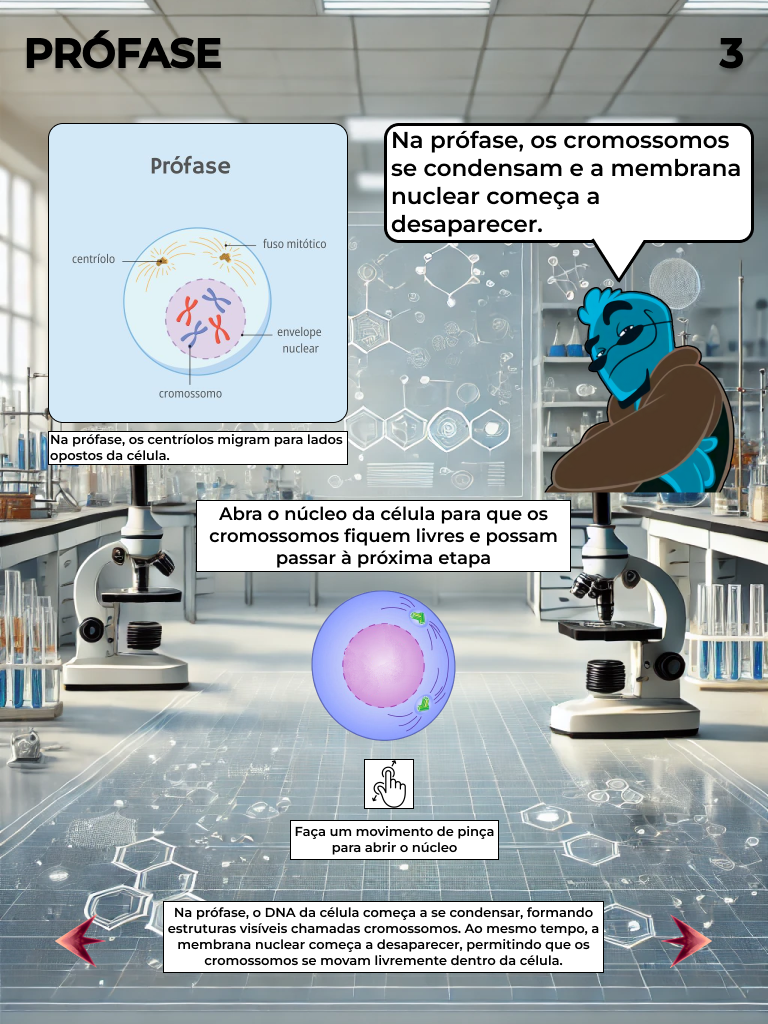 PRÓFASE
3
Prófase
fuso mitótico
centríolo
envelope
nuclear
cromossomo
Na prófase, os centríolos migram para lados
opostos da célula.
Na prófase, os cromossomos
se condensam e a membrana
nuclear começa a
desaparecer.
Abra o núcleo da célula para que os
cromossomos fiquem livres e possam
passar à próxima etapa
Faça um movimento de pinça
para abrir o núcleo
Na prófase, o DNA da célula começa a se condensar, formando
estruturas visíveis chamadas cromossomos. Ao mesmo tempo, a
membrana nuclear começa a desaparecer, permitindo que os
cromossomos se movam livremente dentro da célula.